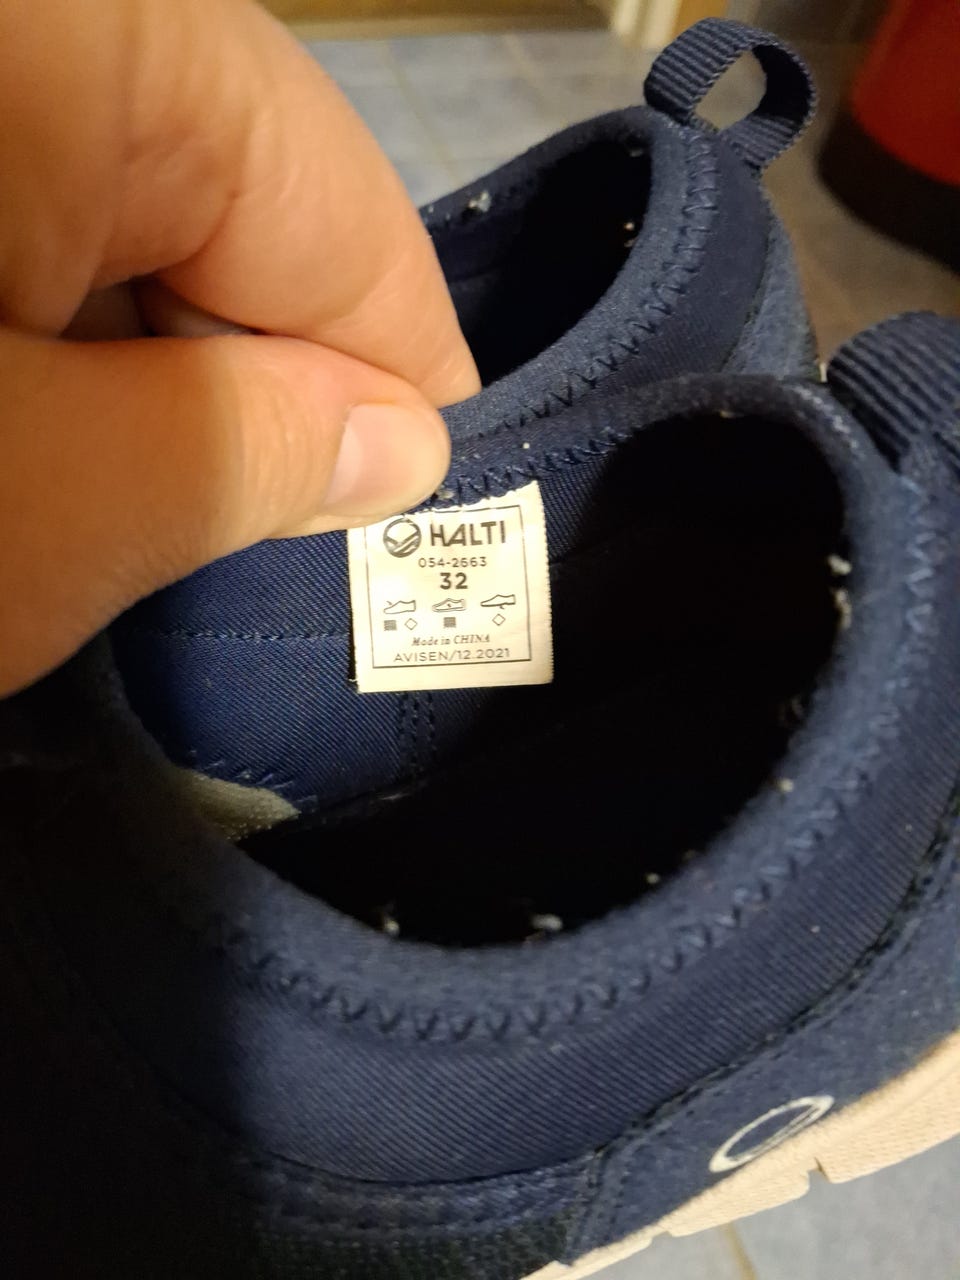 HALTI
054-2663
32
Made in CHINA
AVISEN/12.2021